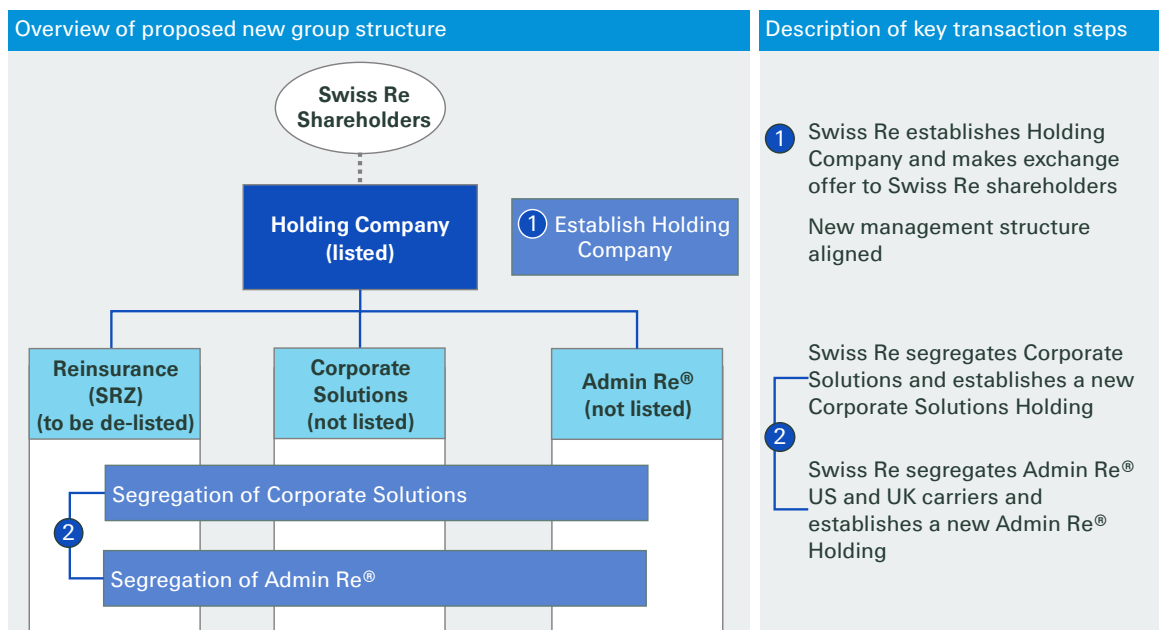 Overview of proposed new group structure
Swiss Re
Shareholders
Holding Company
(listed)
1 Establish Holding
Company
Reinsurance
(SRZ)
(to be de-listed)
Corporate
Solutions
(not listed)
Admin Re®
(not listed)
Segregation of Corporate Solutions
2
Segregation of Admin Re®
Description of key transaction steps
1 Swiss Re establishes Holding
Company and makes exchange
offer to Swiss Re shareholders
New management structure
aligned
Swiss Re segregates Corporate
Solutions and establishes a new
Corporate Solutions Holding
2
Swiss Re segregates Admin Re®
US and UK carriers and
establishes a new Admin Re®
Holding